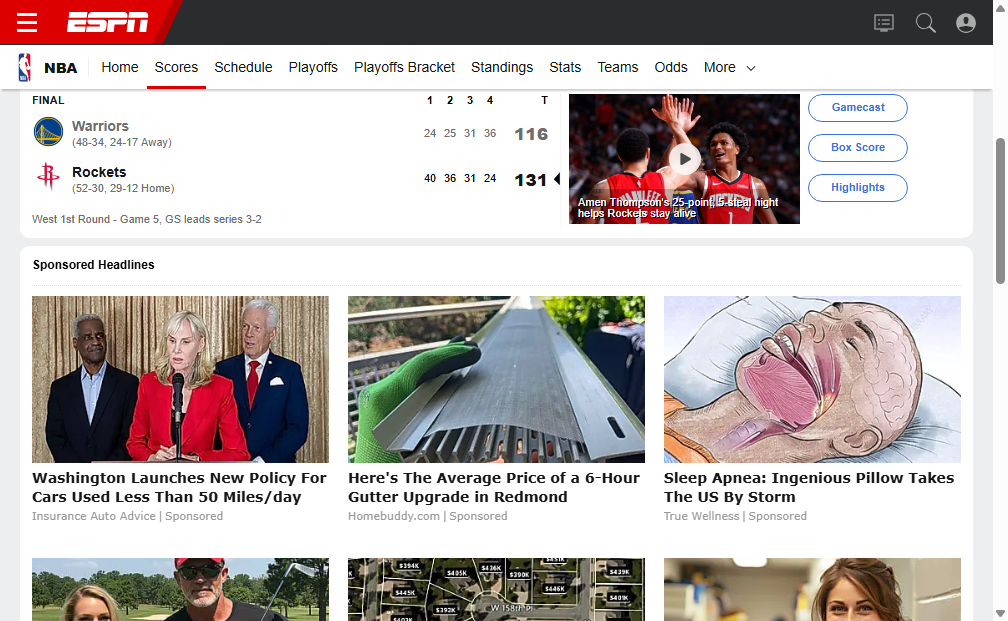 ESPN
NBA
Home Scores Schedule Playoffs Playoffs Bracket Standings Stats Teams Odds More
FINAL 1 2 3 4 T
Warriors 24 25 31 36 116
(48-34, 24-17 Away)
Rockets 40 36 31 24 131
(52-30, 29-12 Home)
West 1st Round - Game 5, GS leads series 3-2
Amen Thompson's 25-point, 5-steal night
helps Rockets stay alive
Gamecast
Box Score
Highlights
Sponsored Headlines
Washington Launches New Policy For
Cars Used Less Than 50 Miles/day
Insurance Auto Advice | Sponsored
Here's The Average Price of a 6-Hour
Gutter Upgrade in Redmond
Homebuddy.com | Sponsored
Sleep Apnea: Ingenious Pillow Takes
The US By Storm
True Wellness | Sponsored
$394K
$405K
$436K
$390K
$439K
$445K
$446K
$401K
$392K
W 158th Pl